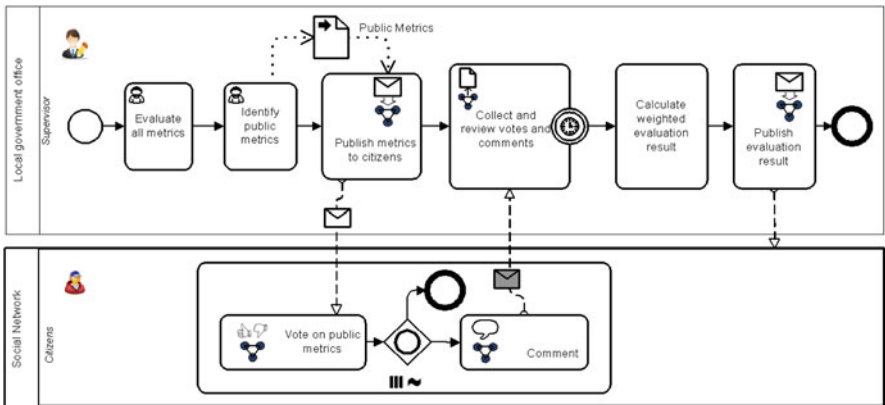 Local government office
Supervisor
Public Metrics
Evaluate
all metrics
Identify
public
metrics
Publish metrics
to citizens
Collect and
review votes and
comments
Calculate
weighted
evaluation
result
Publish
evaluation
result
Social Network
Citizens
Vote on public
metrics
Comment